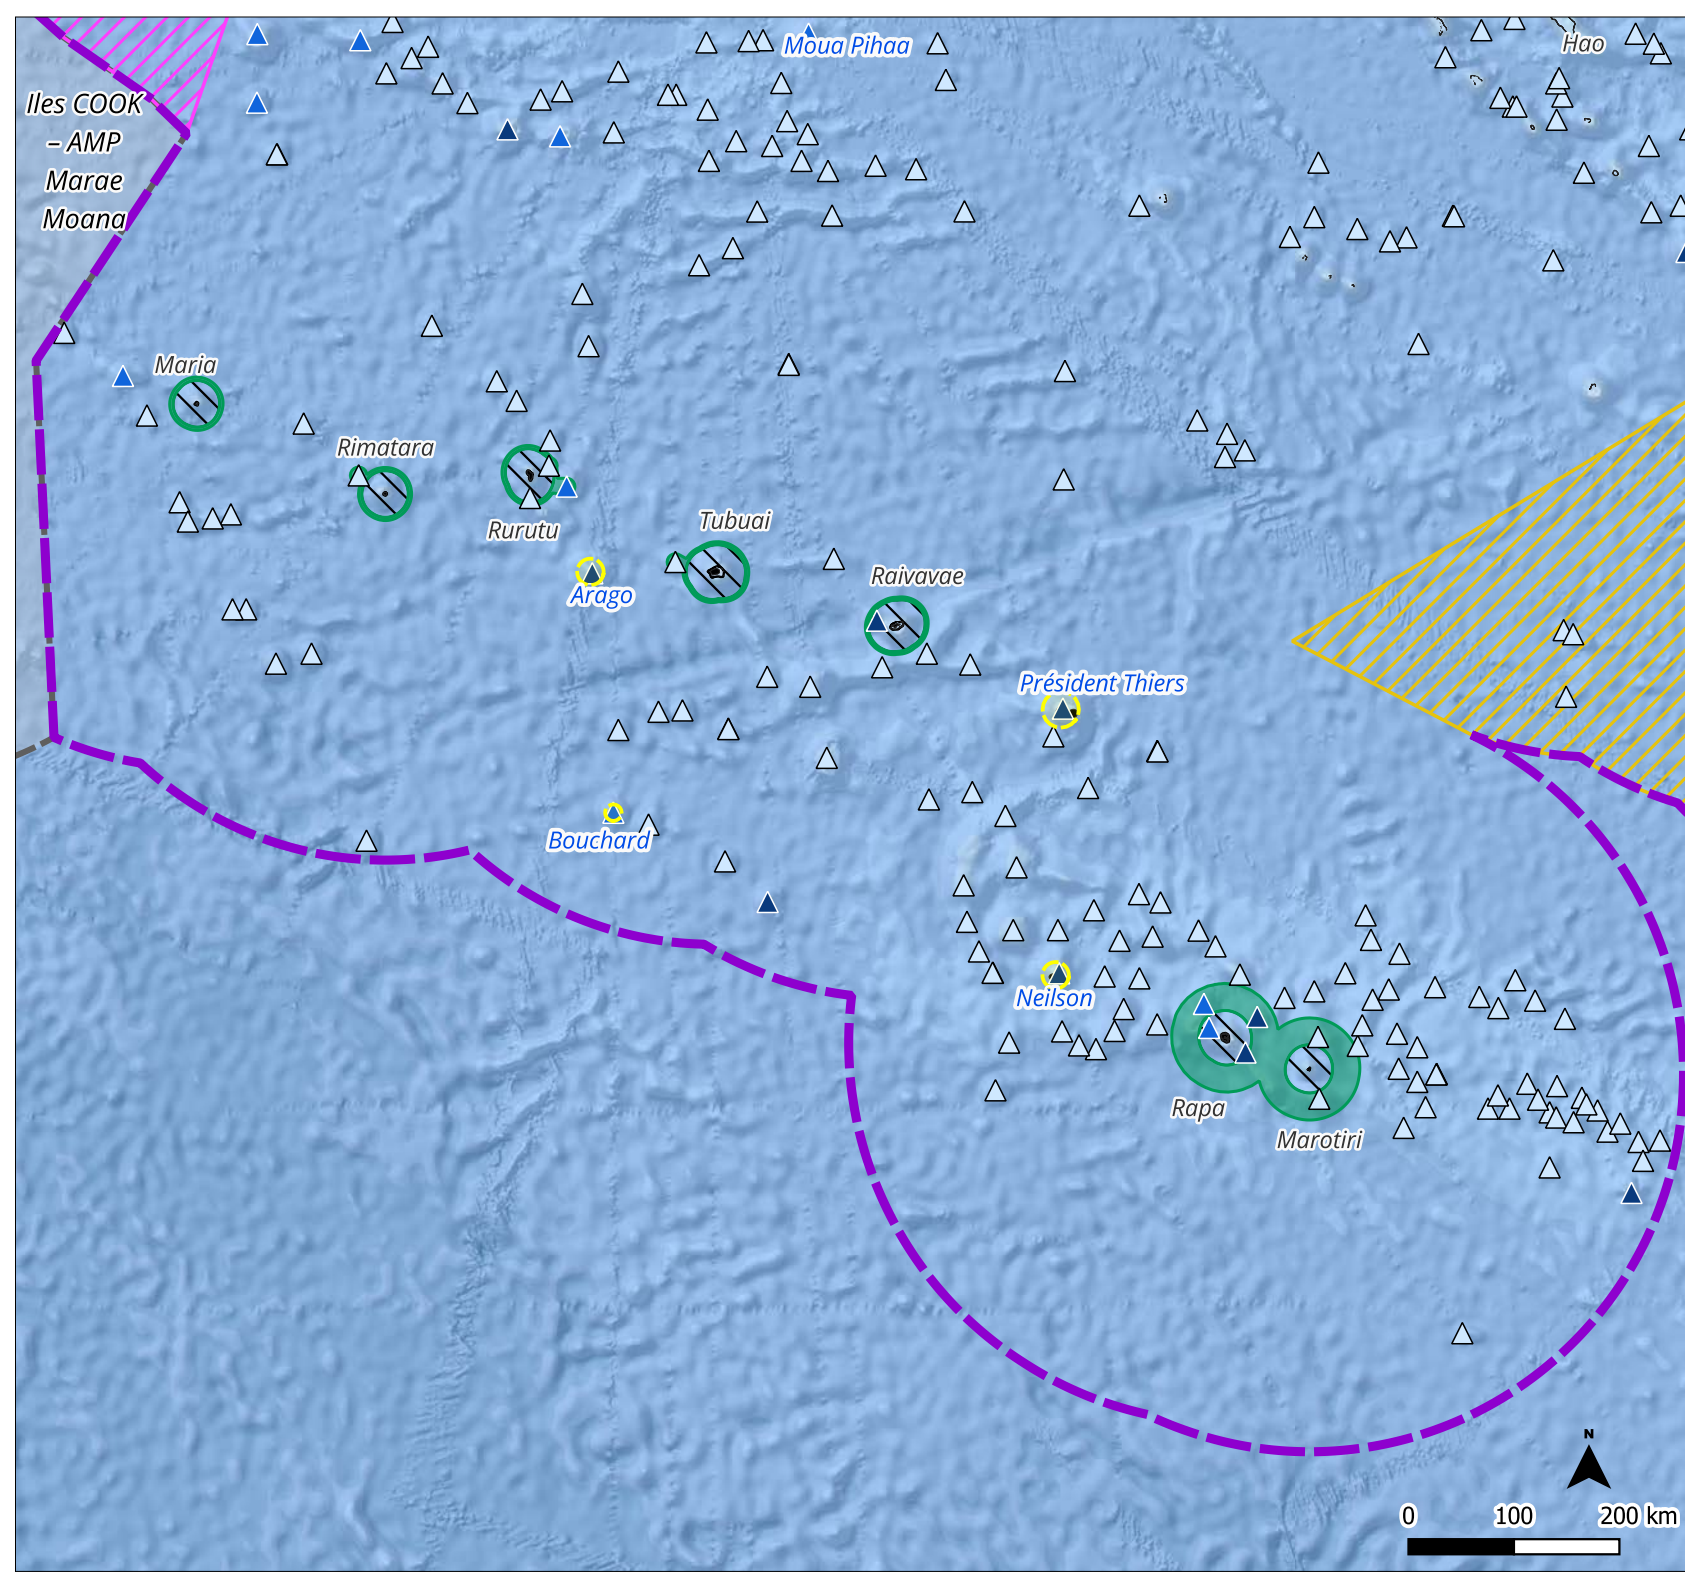 Moua Pihaa
Hao
Iles COOK
– AMP
Marae
Moana
Maria
Rimatara
Rurutu
Tubuai
Arago
Raivavae
Président Thiers
Bouchard
Neilson
Rapa
Marotiri
N
0 100 200 km